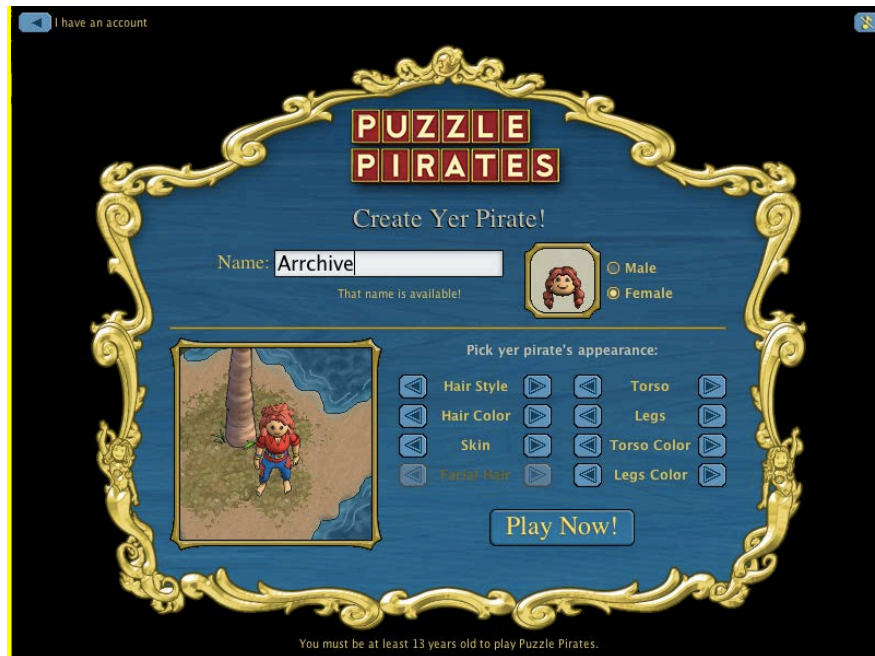 I have an account
PUZZLE
PIRATES
Create Yer Pirate!
Name: Arrchive
Male
That name is available!
Female
Pick yer pirate's appearance:
Hair Style Torso
Hair Color Legs
Skin Torso Color
Facial Hair Legs Color
Play Now!
You must be at least 13 years old to play Puzzle Pirates.